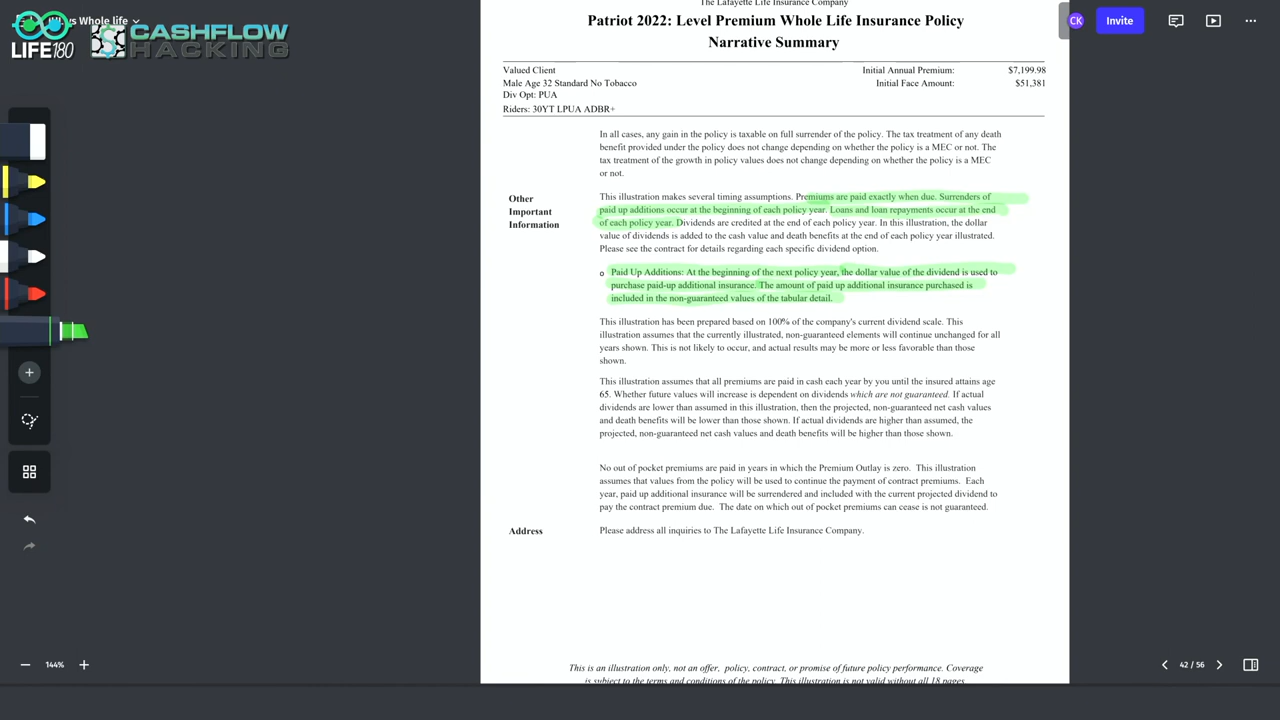 Whole life
LIFE180
CASHFLOW
HACKING
CK
Invite
The Lafayette Life Insurance Company
Patriot 2022: Level Premium Whole Life Insurance Policy
Narrative Summary
Valued Client
Initial Annual Premium: $7,199.98
Male Age 32 Standard No Tobacco
Initial Face Amount: $51,381
Div Opt: PUA
Riders: 30YT LPUA ADBR+
In all cases, any gain in the policy is taxable on full surrender of the policy. The tax treatment of any death
benefit provided under the policy does not change depending on whether the policy is a MEC or not. The
tax treatment of the growth in policy values does not change depending on whether the policy is a MEC
or not.
Other
Important
Information
This illustration makes several timing assumptions. Premiums are paid exactly when due. Surrenders of
paid up additions occur at the beginning of each policy year. Loans and loan repayments occur at the end
of each policy year. Dividends are credited at the end of each policy year. In this illustration, the dollar
value of dividends is added to the cash value and death benefits at the end of each policy year illustrated.
Please see the contract for details regarding each specific dividend option.
o Paid Up Additions: At the beginning of the next policy year, the dollar value of the dividend is used to
purchase paid-up additional insurance. The amount of paid up additional insurance purchased is
included in the non-guaranteed values of the tabular detail.
This illustration has been prepared based on 100% of the company's current dividend scale. This
illustration assumes that the currently illustrated, non-guaranteed elements will continue unchanged for all
years shown. This is not likely to occur, and actual results may be more or less favorable than those
shown.
This illustration assumes that all premiums are paid in cash each year by you until the insured attains age
65. Whether future values will increase is dependent on dividends which are not guaranteed. If actual
dividends are lower than assumed in this illustration, then the projected, non-guaranteed net cash values
and death benefits will be lower than those shown. If actual dividends are higher than assumed, the
projected, non-guaranteed net cash values and death benefits will be higher than those shown.
No out of pocket premiums are paid in years in which the Premium Outlay is zero. This illustration
assumes that values from the policy will be used to continue the payment of contract premiums. Each
year, paid up additional insurance will be surrendered and included with the current projected dividend to
pay the contract premium due. The date on which out of pocket premiums can cease is not guaranteed.
Address
Please address all inquiries to The Lafayette Life Insurance Company.
This is an illustration only, not an offer, policy, contract, or promise of future policy performance. Coverage
is subject to the terms and conditions of the policy. This illustration is not valid without all 18 pages.
144%
42 / 56